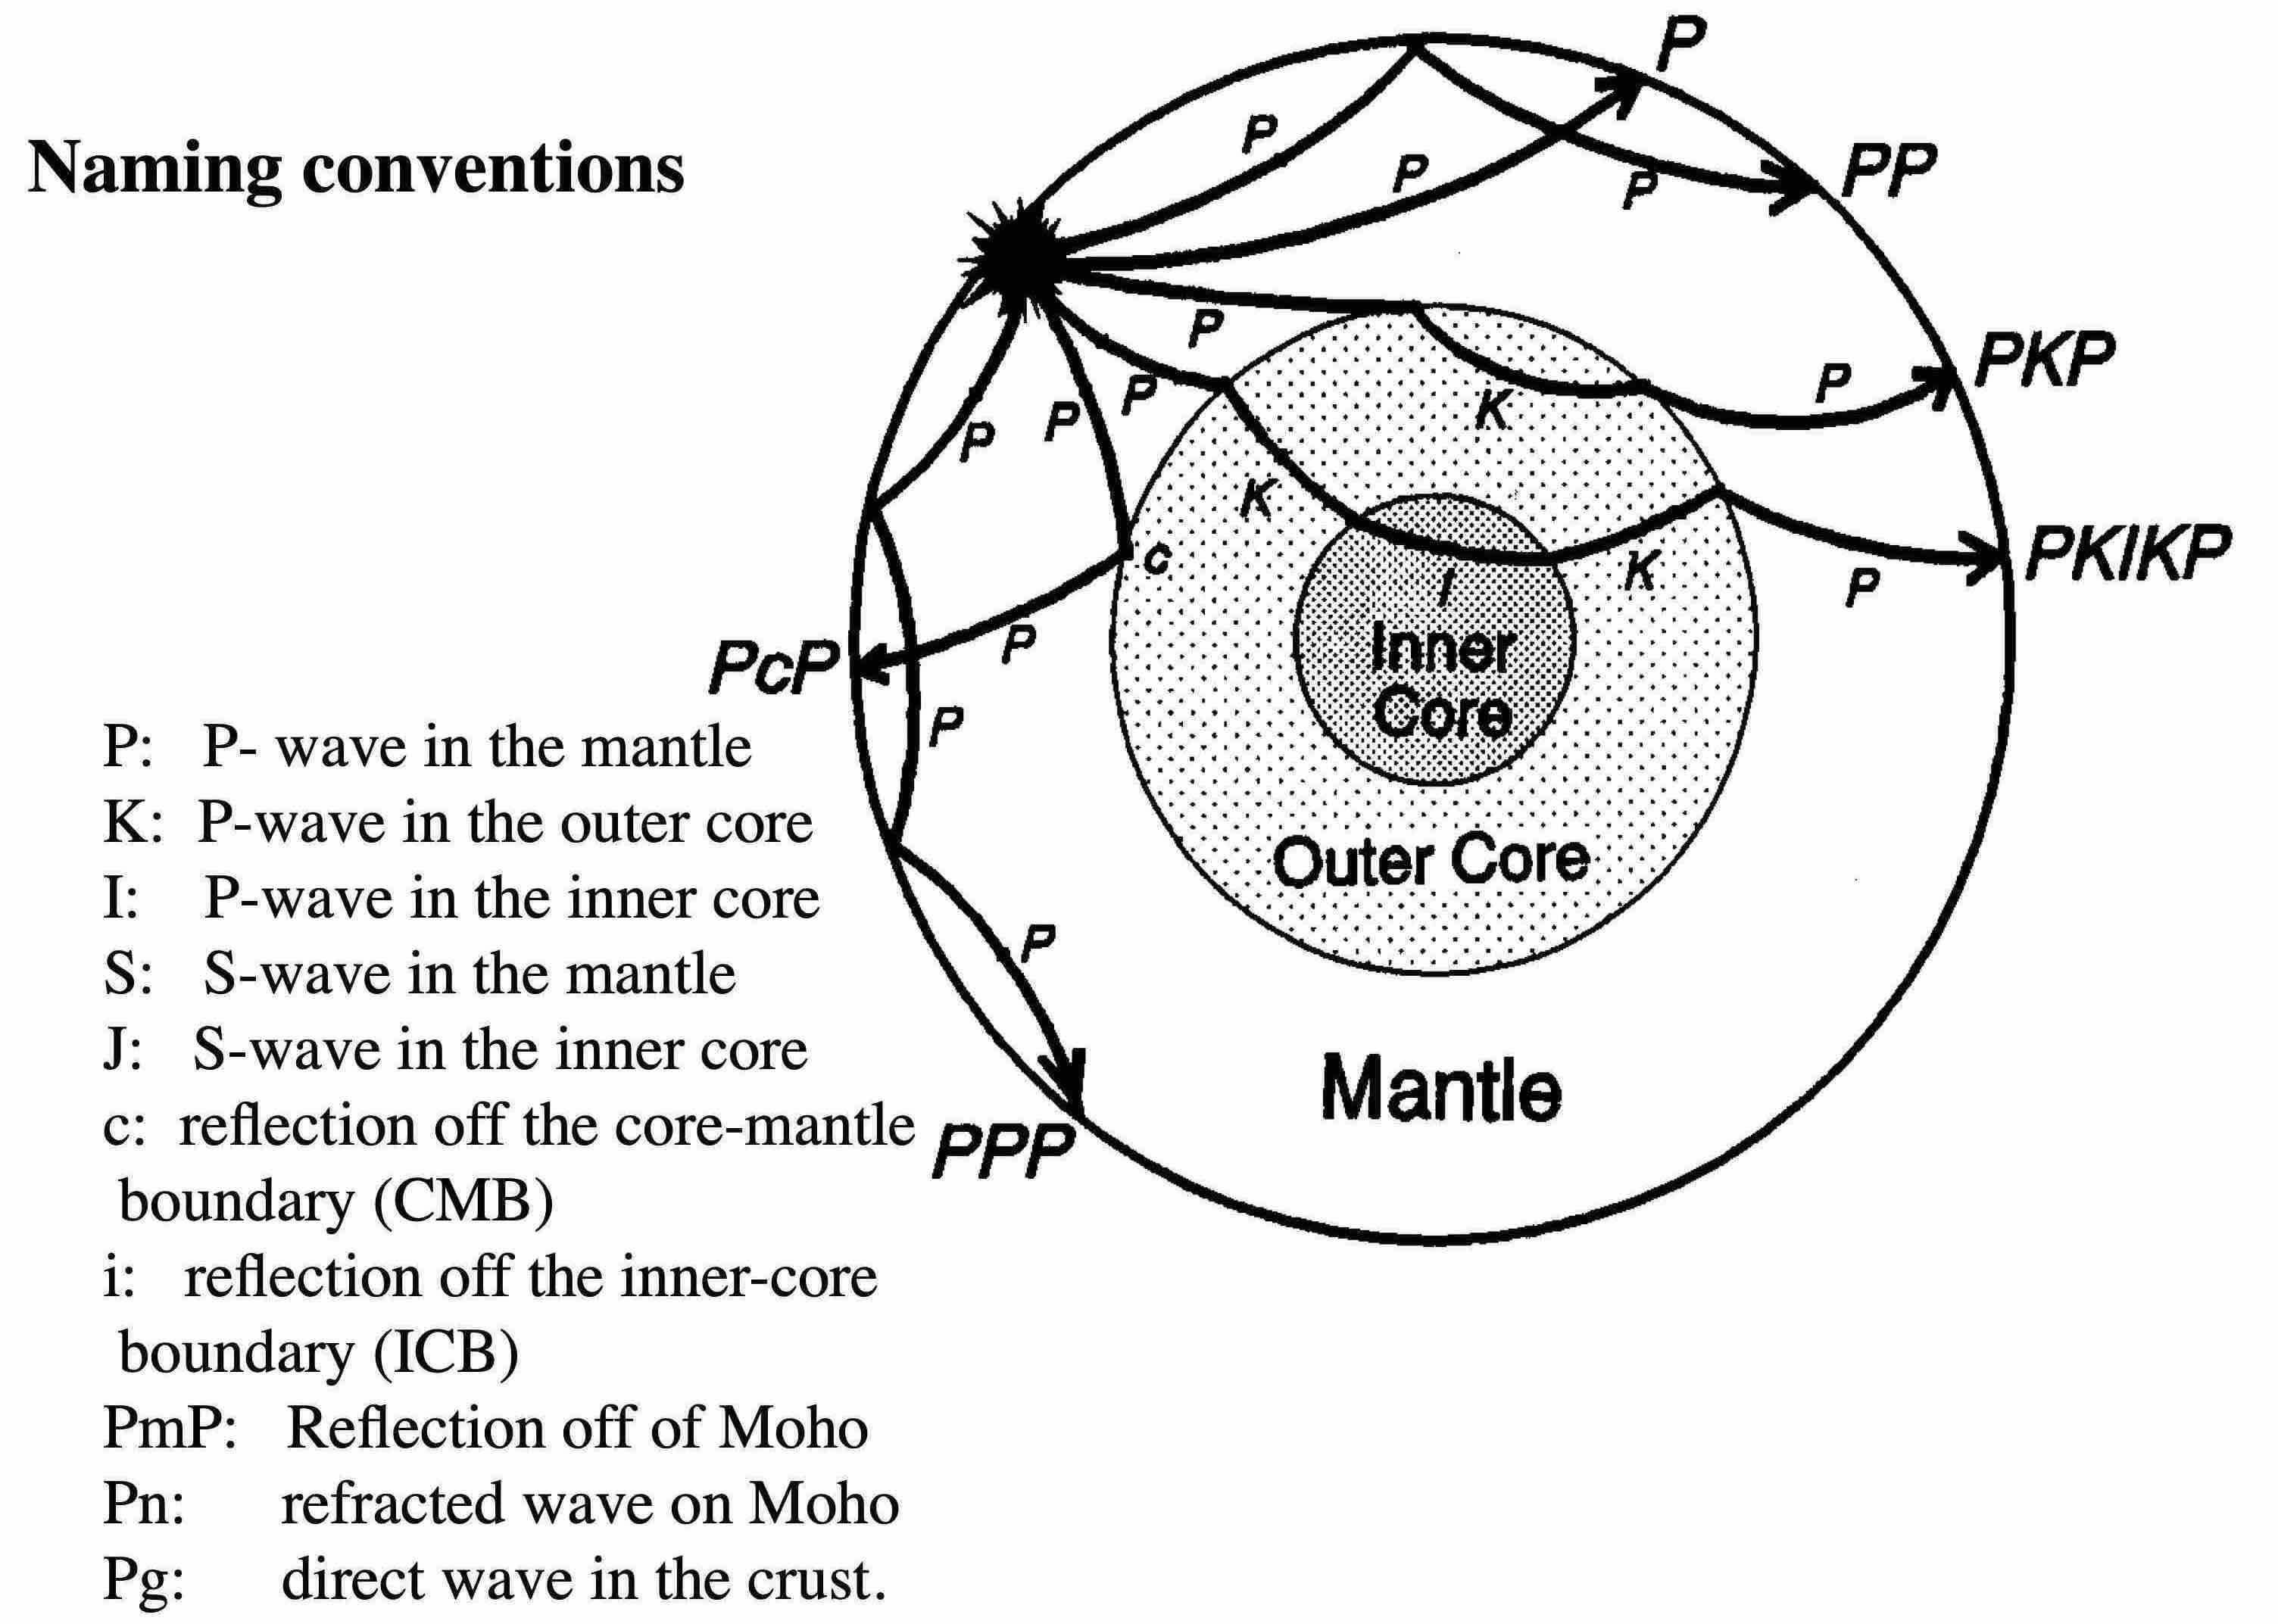 Naming conventions
P
P
P
P
PP
P
P
K
P
PKP
P
K
I
K
P
PKIKP
P
c
P
PcP
P
P
P
PPP
Inner
Core
Outer Core
Mantle
P: P- wave in the mantle
K: P-wave in the outer core
I: P-wave in the inner core
S: S-wave in the mantle
J: S-wave in the inner core
c: reflection off the core-mantle
boundary (CMB)
i: reflection off the inner-core
boundary (ICB)
PmP: Reflection off of Moho
Pn: refracted wave on Moho
Pg: direct wave in the crust.